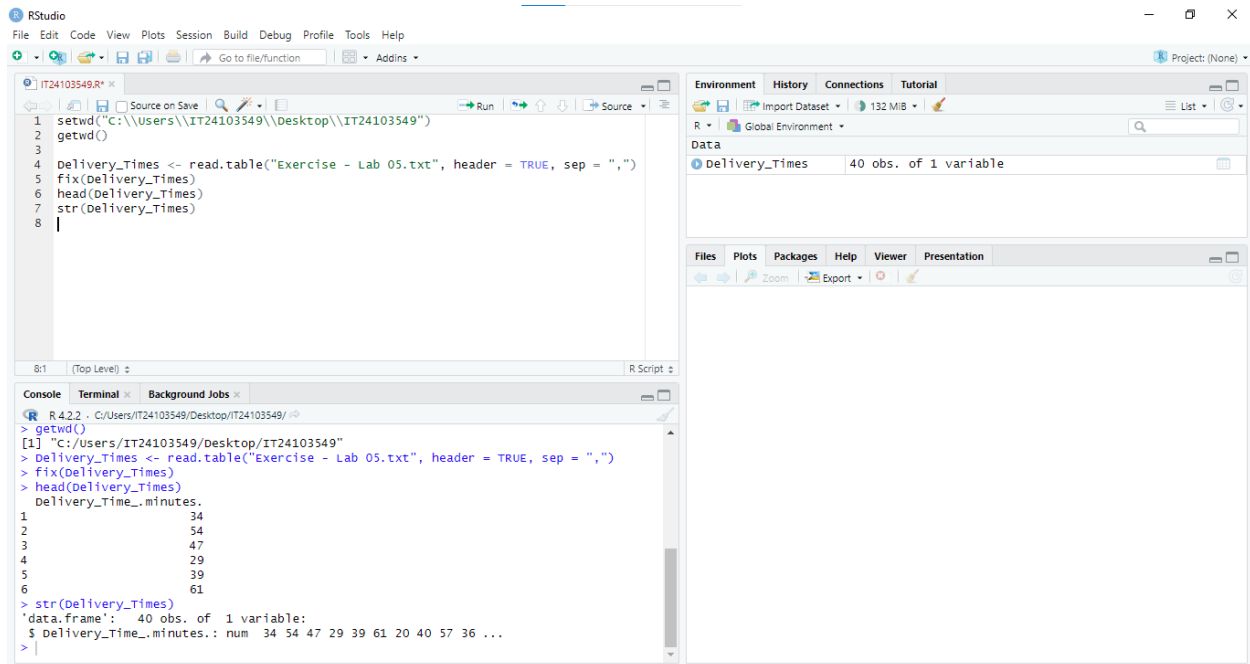 RStudio
File Edit Code View Plots Session Build Debug Profile Tools Help
Go to file/function Addins Project: (None)
IT24103549.R*
Source on Save Run Source
1 setwd("C:\\Users\\IT24103549\\Desktop\\IT24103549")
2 getwd()
3
4 Delivery_Times <- read.table("Exercise - Lab 05.txt", header = TRUE, sep = ",")
5 fix(Delivery_Times)
6 head(Delivery_Times)
7 str(Delivery_Times)
8
8:1 (Top Level) R Script
Console Terminal Background Jobs
R 4.2.2 · C:/Users/IT24103549/Desktop/IT24103549/
> getwd()
[1] "C:/Users/IT24103549/Desktop/IT24103549"
> Delivery_Times <- read.table("Exercise - Lab 05.txt", header = TRUE, sep = ",")
> fix(Delivery_Times)
> head(Delivery_Times)
Delivery_Time_.minutes.
1 34
2 54
3 47
4 29
5 39
6 61
> str(Delivery_Times)
'data.frame': 40 obs. of 1 variable:
$ Delivery_Time_.minutes.: num 34 54 47 29 39 61 20 40 57 36 ...
>
Environment History Connections Tutorial
Import Dataset 132 MiB List
R Global Environment
Data
Delivery_Times 40 obs. of 1 variable
Files Plots Packages Help Viewer Presentation
Zoom Export